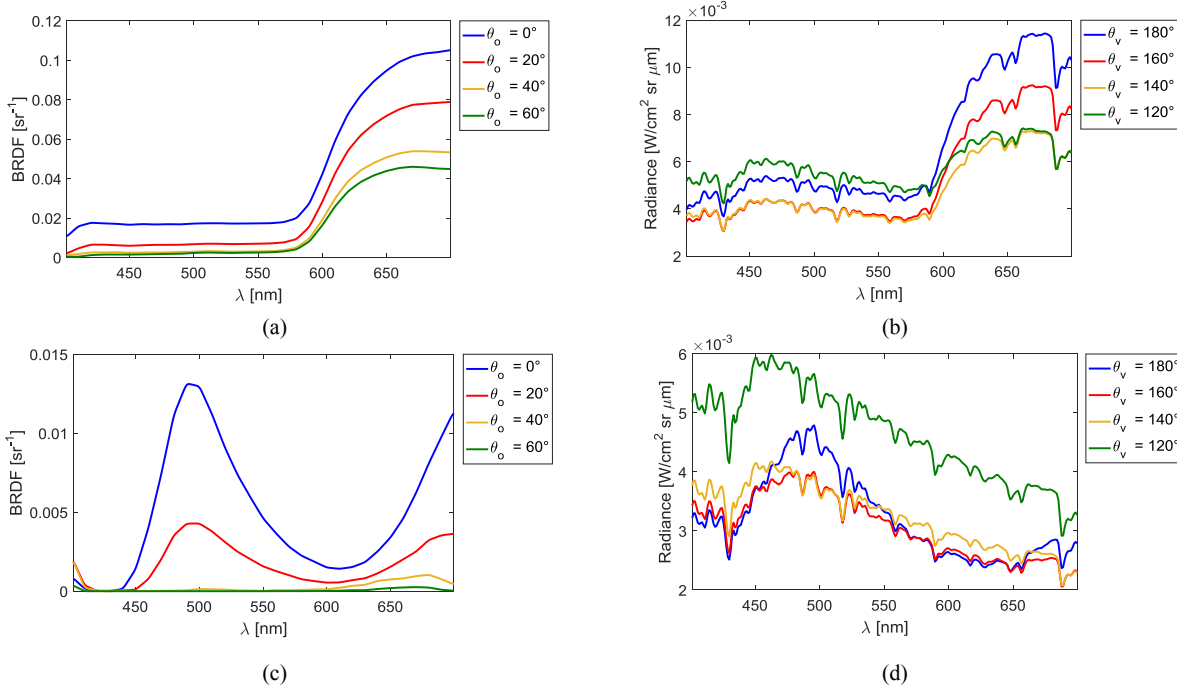 0.12
0.1
0.08
0.06
0.04
0.02
0
BRDF [sr⁻¹]
450 500 550 600 650
λ [nm]
θo = 0°
θo = 20°
θo = 40°
θo = 60°
(a)
×10⁻³
12
10
8
6
4
2
Radiance [W/cm² sr μm]
450 500 550 600 650
λ [nm]
θv = 180°
θv = 160°
θv = 140°
θv = 120°
(b)
0.015
0.01
0.005
0
BRDF [sr⁻¹]
450 500 550 600 650
λ [nm]
θo = 0°
θo = 20°
θo = 40°
θo = 60°
(c)
×10⁻³
6
5
4
3
2
Radiance [W/cm² sr μm]
450 500 550 600 650
λ [nm]
θv = 180°
θv = 160°
θv = 140°
θv = 120°
(d)